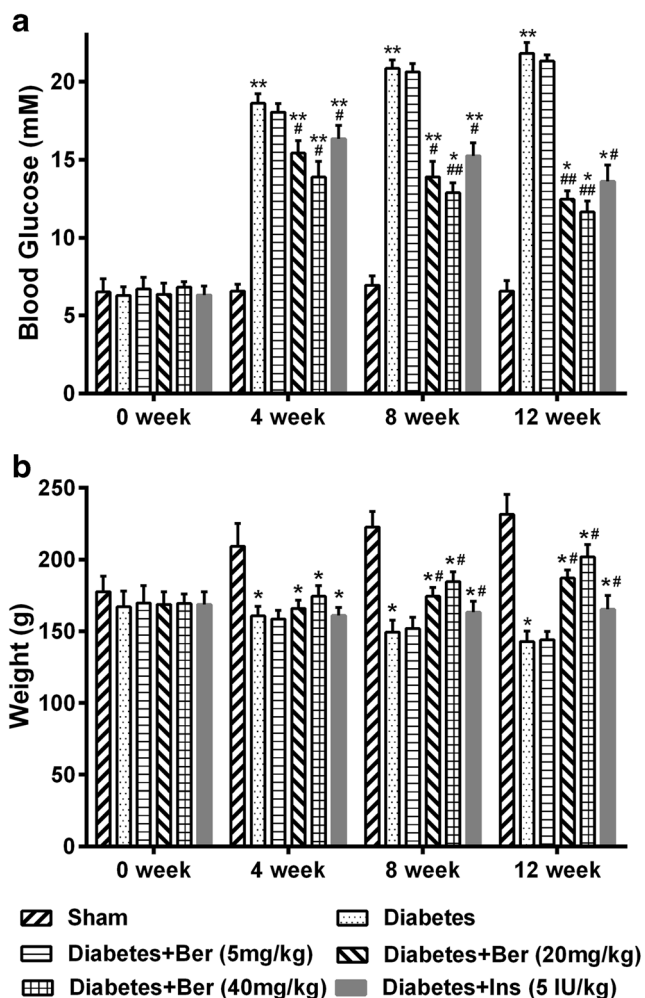 a
Blood Glucose (mM)
20
15
10
5
0
**
**
#
**
#
**
#
**
**
#
*
##
**
#
**
*
##
*
##
*#
0 week
4 week
8 week
12 week
b
Weight (g)
250
200
150
100
50
0
*
*
*
*
*
*#
*#
*#
*
*#
*#
*#
0 week
4 week
8 week
12 week
Sham
Diabetes
Diabetes+Ber (5mg/kg)
Diabetes+Ber (20mg/kg)
Diabetes+Ber (40mg/kg)
Diabetes+Ins (5 IU/kg)